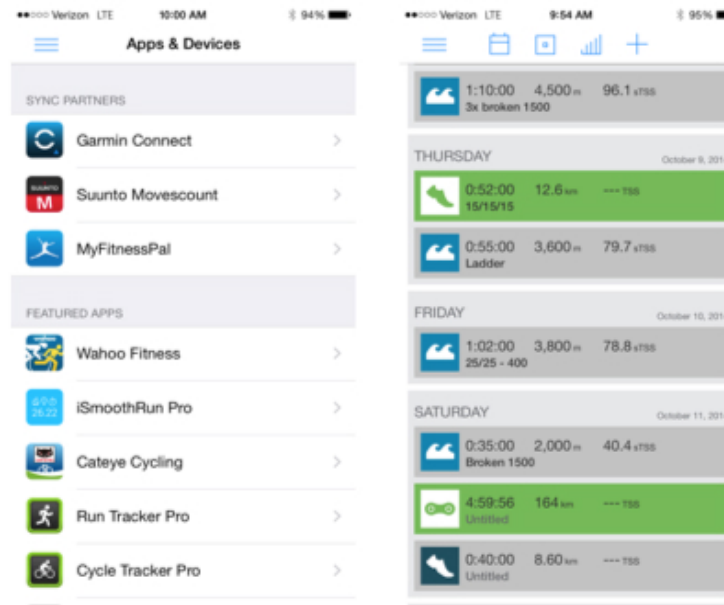 Verizon LTE 10:00 AM 94%
Apps & Devices
SYNC PARTNERS
Garmin Connect
SUUNTO
M
Suunto Movescount
MyFitnessPal
FEATURED APPS
Wahoo Fitness
26.22
iSmoothRun Pro
Cateye Cycling
Run Tracker Pro
Cycle Tracker Pro
Verizon LTE 9:54 AM 95%
1:10:00 4,500 m 96.1 sTSS
3x broken 1500
THURSDAY October 9, 201
0:52:00 12.6 km --- TSS
15/15/15
0:55:00 3,600 m 79.7 sTSS
Ladder
FRIDAY October 10, 201
1:02:00 3,800 m 78.8 sTSS
25/25 - 400
SATURDAY October 11, 201
0:35:00 2,000 m 40.4 sTSS
Broken 1500
4:59:56 164 km --- TSS
Untitled
0:40:00 8.60 km --- TSS
Untitled